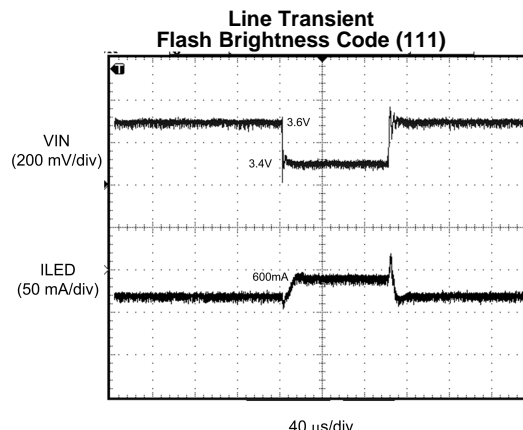 Line Transient
Flash Brightness Code (111)
T
VIN
(200 mV/div)
3.6V
3.4V
ILED
(50 mA/div)
600mA
40 µs/div